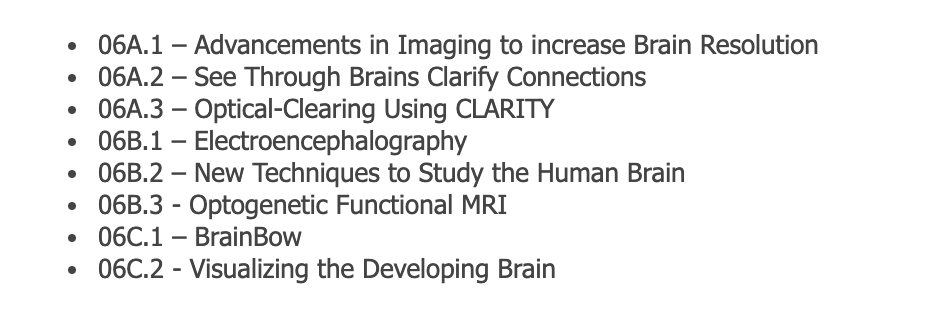 • 06A.1 – Advancements in Imaging to increase Brain Resolution
• 06A.2 – See Through Brains Clarify Connections
• 06A.3 – Optical-Clearing Using CLARITY
• 06B.1 – Electroencephalography
• 06B.2 – New Techniques to Study the Human Brain
• 06B.3 - Optogenetic Functional MRI
• 06C.1 – BrainBow
• 06C.2 - Visualizing the Developing Brain